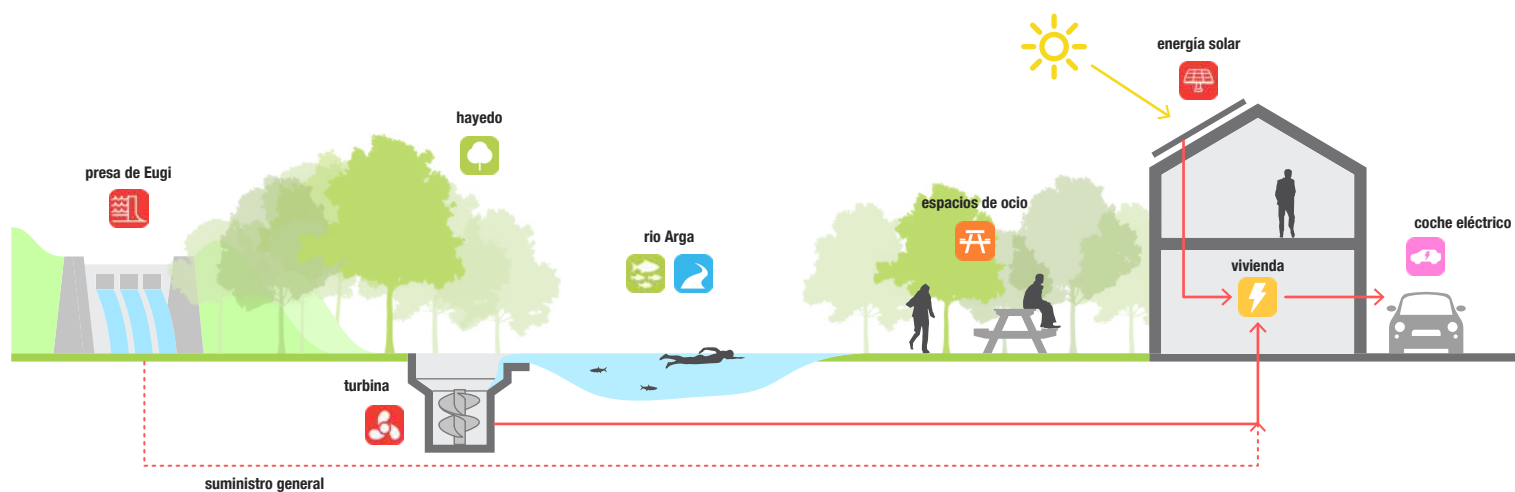 energía solar
hayedo
presa de Eugi
espacios de ocio
coche eléctrico
rio Arga
vivienda
turbina
suministro general